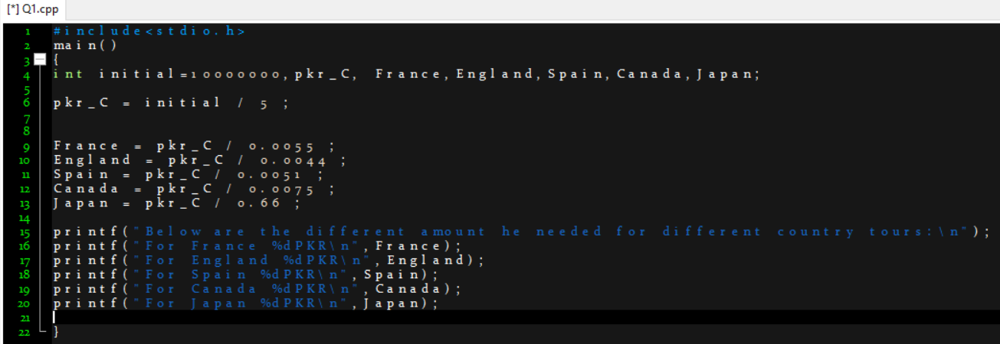 [*] Q1.cpp
1 #include<stdio.h>
2 main()
3 {
4 int initial=10000000,pkr_C, France,England,Spain,Canada,Japan;
5
6 pkr_C = initial / 5 ;
7
8
9 France = pkr_C / 0.0055 ;
10 England = pkr_C / 0.0044 ;
11 Spain = pkr_C / 0.0051 ;
12 Canada = pkr_C / 0.0075 ;
13 Japan = pkr_C / 0.66 ;
14
15 printf("Below are the different amount he needed for different country tours:\n");
16 printf("For France %dPKR\n",France);
17 printf("For England %dPKR\n",England);
18 printf("For Spain %dPKR\n",Spain);
19 printf("For Canada %dPKR\n",Canada);
20 printf("For Japan %dPKR\n",Japan);
21
22 }